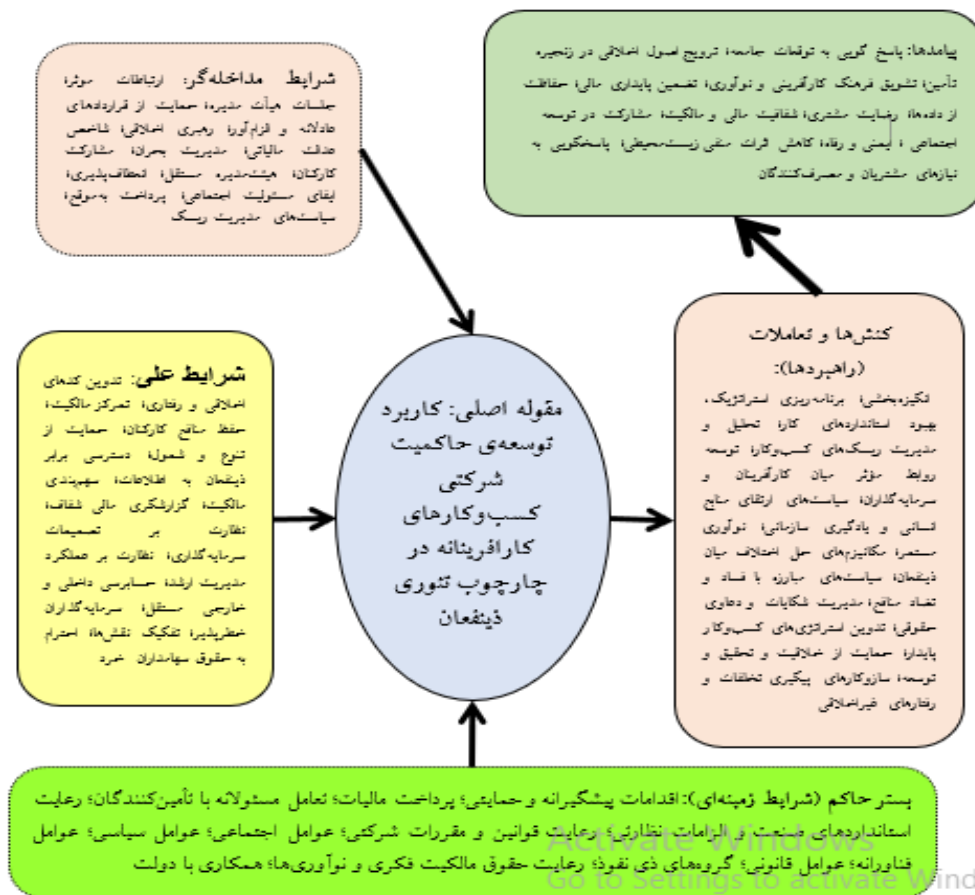 شرایط مداخله‌گر: ارتباطات موثر؛
جلسات هیأت مدیره؛ حمایت از قراردادهای
عادلانه و الزام‌آور؛ رهبری اخلاقی؛ شاخص
عدالت مالیاتی؛ مدیریت بحران؛ مشارکت
کارکنان؛ هیئت‌مدیره مستقل؛ انعطاف‌پذیری؛
ایفای مسئولیت اجتماعی؛ پرداخت به‌موقع؛
سیاست‌های مدیریت ریسک
پیامدها: پاسخ گویی به توقعات جامعه؛ ترویج اصول اخلاقی در زنجیره
تأمین؛ تشویق فرهنگ کارآفرینی و نوآوری؛ تضمین پایداری مالی؛ حفاظت
از داده‌ها؛ رضایت مشتری؛ شفافیت مالی و مالکیت؛ مشارکت در توسعه
اجتماعی؛ ایمنی و رفاه؛ کاهش اثرات منفی زیست‌محیطی؛ پاسخگویی به
نیازهای مشتریان و مصرف‌کنندگان
شرایط علی: تدوین کدهای
اخلاقی و رفتاری؛ تمرکز مالکیت؛
حفظ منافع کارکنان؛ حمایت از
تنوع و شمول؛ دسترسی برابر
ذینفعان به اطلاعات؛ سهم‌بندی
مالکیت؛ گزارشگری مالی شفاف؛
نظارت بر تصمیمات
سرمایه‌گذاری؛ نظارت بر عملکرد
مدیریت ارشد؛ حسابرسی داخلی و
خارجی مستقل؛ سرمایه‌گذاران
خطرپذیر؛ تفکیک نقش‌ها؛ احترام
به حقوق سهامداران خرد
مقوله اصلی: کاربرد
توسعه‌ی حاکمیت
شرکتی
کسب‌وکارهای
کارافرینانه در
چارچوب تئوری
ذینفعان
کنش‌ها و تعاملات
(راهبردها):
انگیزه‌بخشی؛ برنامه‌ریزی استراتژیک،
بهبود استانداردهای کار؛ تحلیل و
مدیریت ریسک‌های کسب‌وکار؛ توسعه
روابط مؤثر میان کارآفرینان و
سرمایه‌گذاران؛ سیاست‌های ارتقای منابع
انسانی و یادگیری سازمانی؛ نوآوری
مستمر؛ مکانیزم‌های حل اختلاف میان
ذینفعان؛ سیاست‌های مبارزه با فساد و
تضاد منافع؛ مدیریت شکایات و دعاوی
حقوقی؛ تدوین استراتژی‌های کسب‌وکار
پایدار؛ حمایت از خلاقیت و تحقیق و
توسعه؛ سازوکارهای پیگیری تخلفات و
رفتارهای غیراخلاقی
بستر حاکم (شرایط زمینه‌ای): اقدامات پیشگیرانه و حمایتی؛ پرداخت مالیات؛ تعامل مسئولانه با تأمین‌کنندگان؛ رعایت
استانداردهای صنعت و الزامات نظارتی؛ رعایت قوانین و مقررات شرکتی؛ عوامل اجتماعی؛ عوامل سیاسی؛ عوامل
فناورانه؛ عوامل قانونی؛ گروه‌های ذی نفوذ؛ رعایت حقوق مالکیت فکری و نوآوری‌ها؛ همکاری با دولت
Activate Windows
Go to Settings to activate Wind